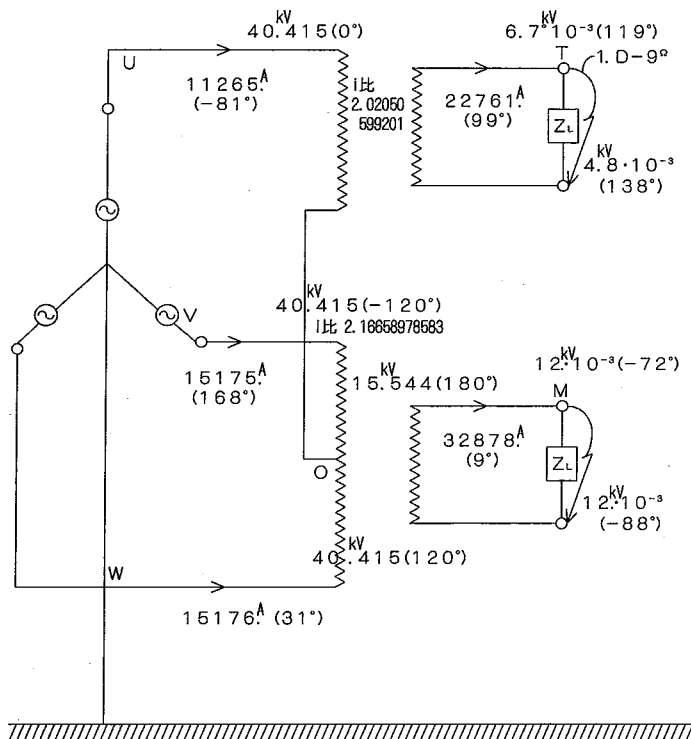 kV
40.415(0°)
U
11265.A
(-81°)
i比
2.02050
599201
kV
6.7·10⁻³(119°)
T
1.D-9Ω
22761.A
(99°)
ZL
kV
4.8·10⁻³
(138°)
kV
40.415(-120°)
V
i比 2.16658978583
15175.A
(168°)
kV
15.544(180°)
kV
12.·10⁻³(-72°)
M
32878.A
(9°)
ZL
O
kV
12.·10⁻³
(-88°)
W
kV
40.415(120°)
15176.A(31°)